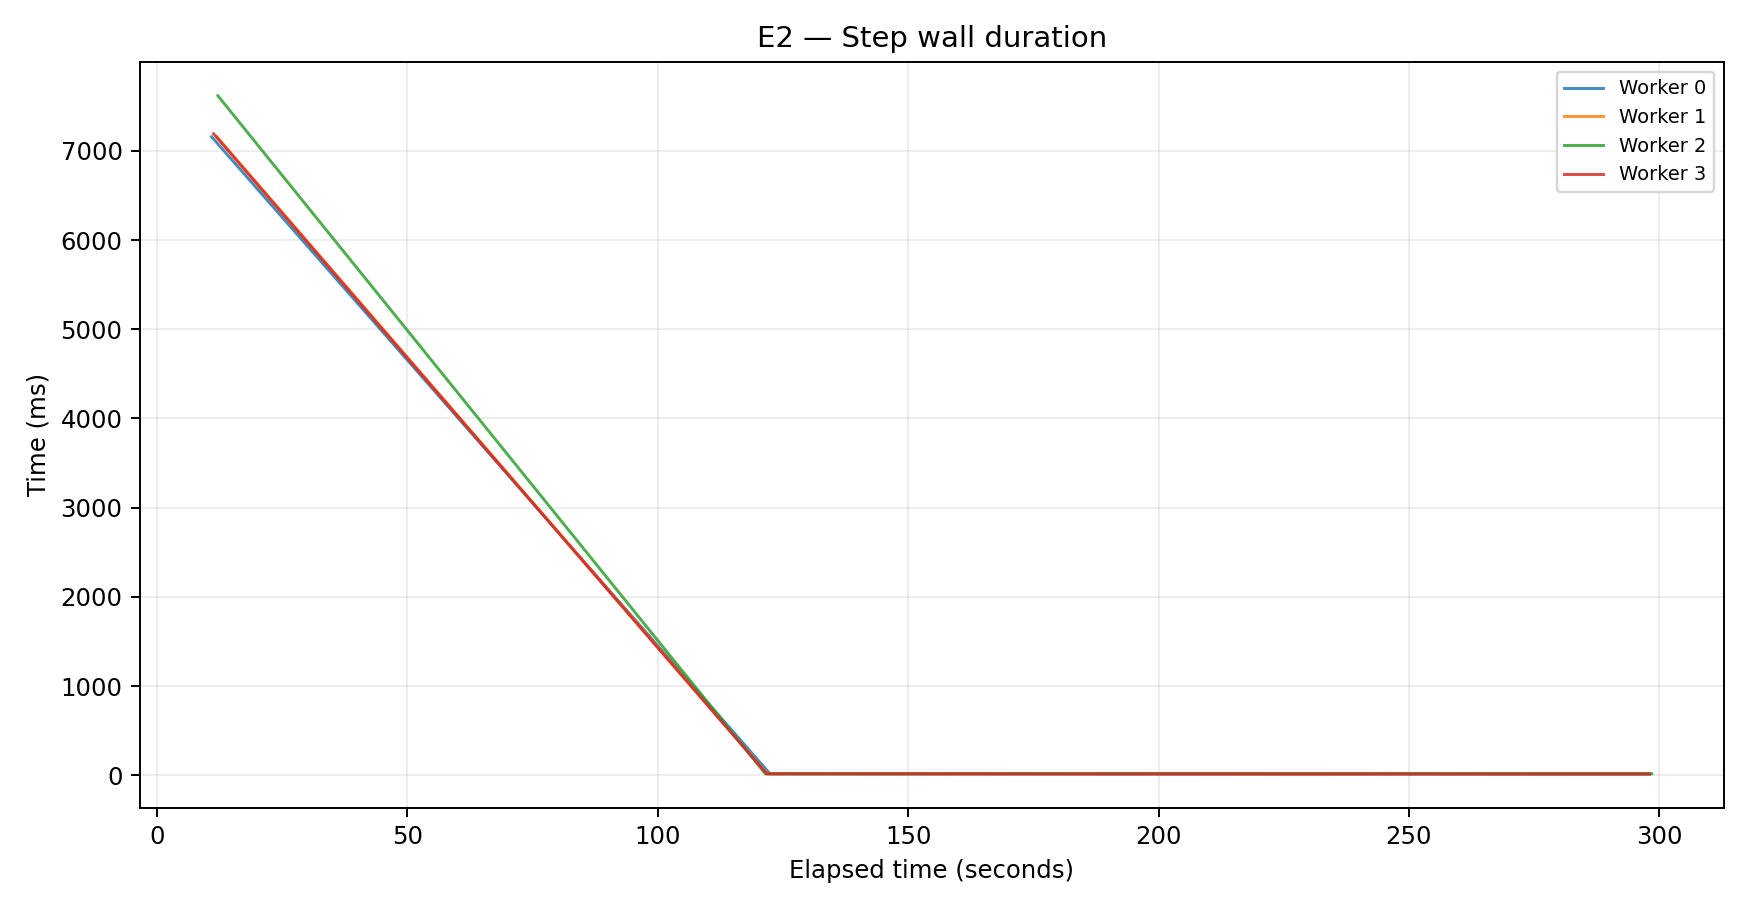 E2 — Step wall duration
Worker 0
Worker 1
Worker 2
Worker 3
Time (ms)
7000
6000
5000
4000
3000
2000
1000
0
0
50
100
150
200
250
300
Elapsed time (seconds)